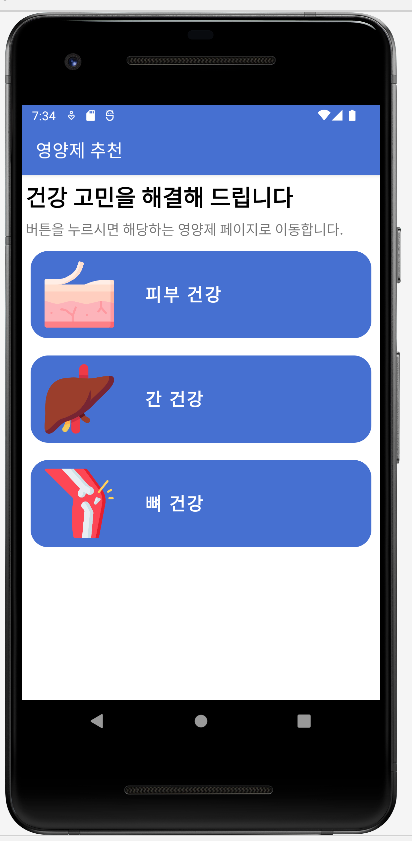 7:34
영양제 추천
건강 고민을 해결해 드립니다
버튼을 누르시면 해당하는 영양제 페이지로 이동합니다.
피부 건강
간 건강
뼈 건강